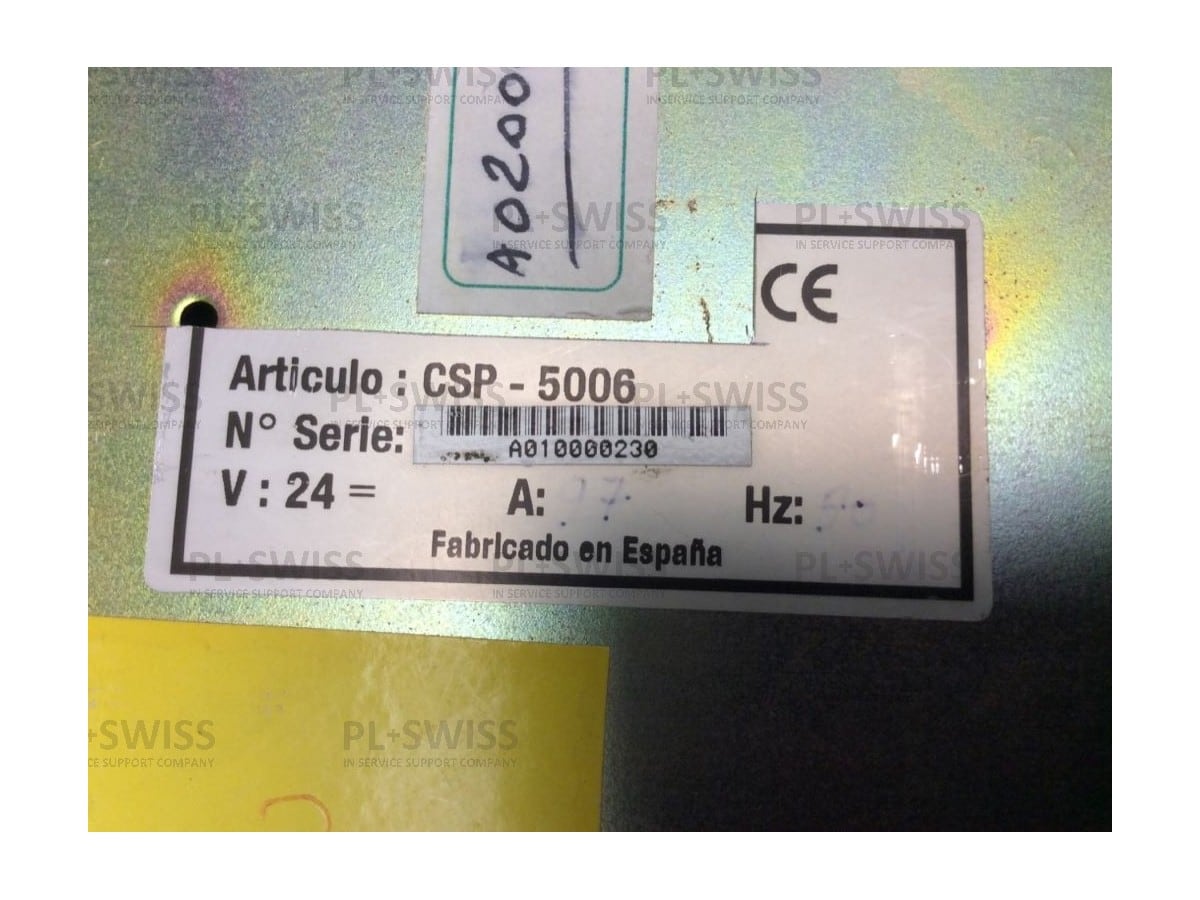 A0200
CE
Articulo : CSP - 5006
N° Serie:
A010000230
V : 24 =
A:
Hz:
Fabricado en España
PL+SWISS
IN SERVICE SUPPORT COMPANY